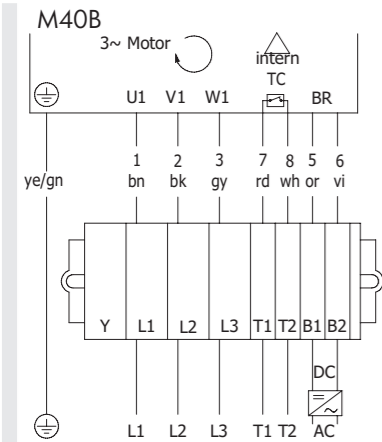 M40B
3~ Motor
intern
TC
U1 V1 W1 BR
1 2 3 7 8 5 6
ye/gn bn bk gy rd wh or vi
Y L1 L2 L3 T1 T2 B1 B2
DC
L1 L2 L3 T1 T2 AC